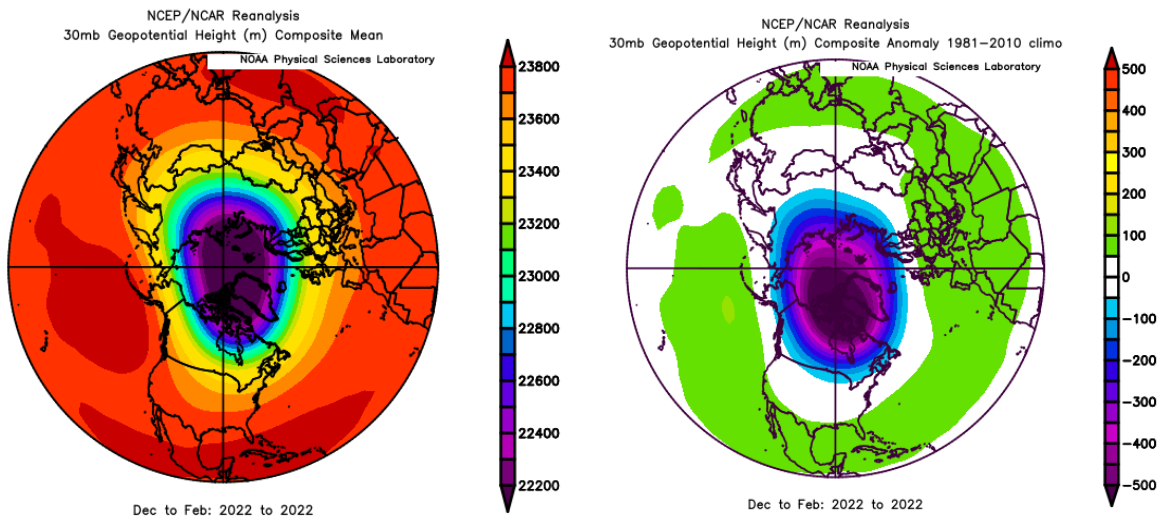 NCEP/NCAR Reanalysis
30mb Geopotential Height (m) Composite Mean
NOAA Physical Sciences Laboratory
23800
23600
23400
23200
23000
22800
22600
22400
22200
Dec to Feb: 2022 to 2022
NCEP/NCAR Reanalysis
30mb Geopotential Height (m) Composite Anomaly 1981-2010 climo
NOAA Physical Sciences Laboratory
500
400
300
200
100
0
-100
-200
-300
-400
-500
Dec to Feb: 2022 to 2022